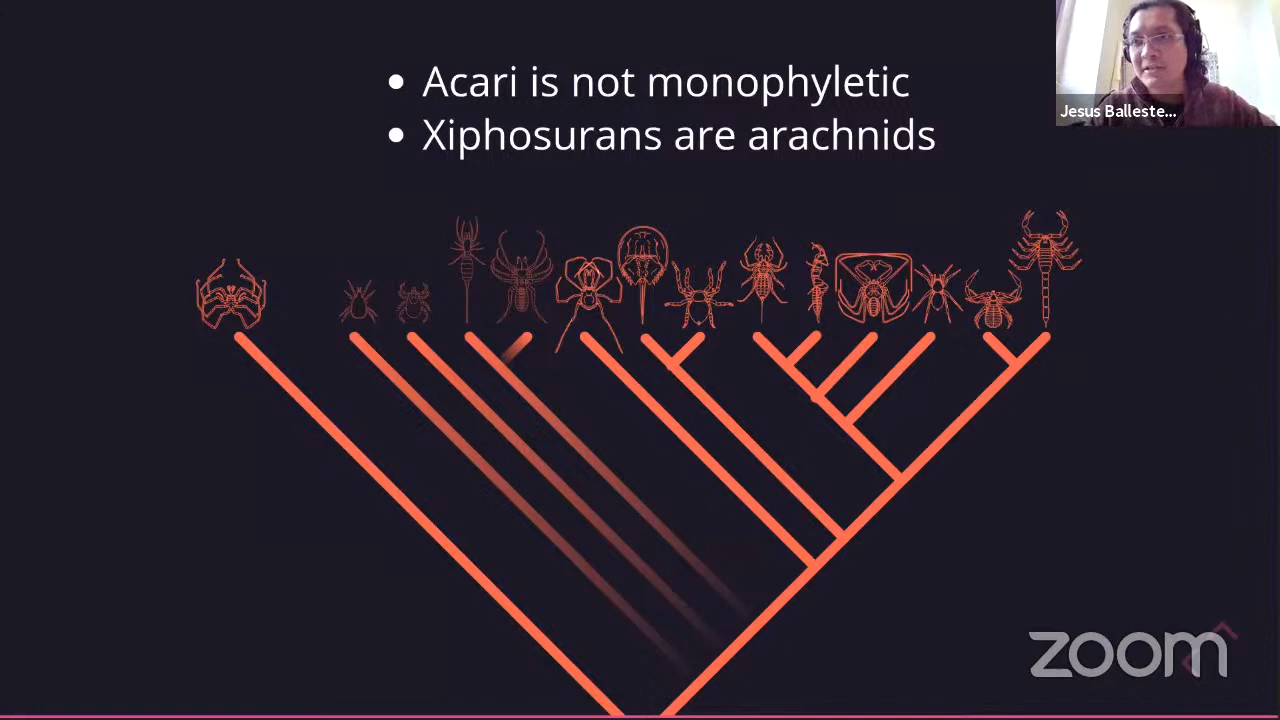 • Acari is not monophyletic
• Xiphosurans are arachnids
Jesus Balleste...
zoom